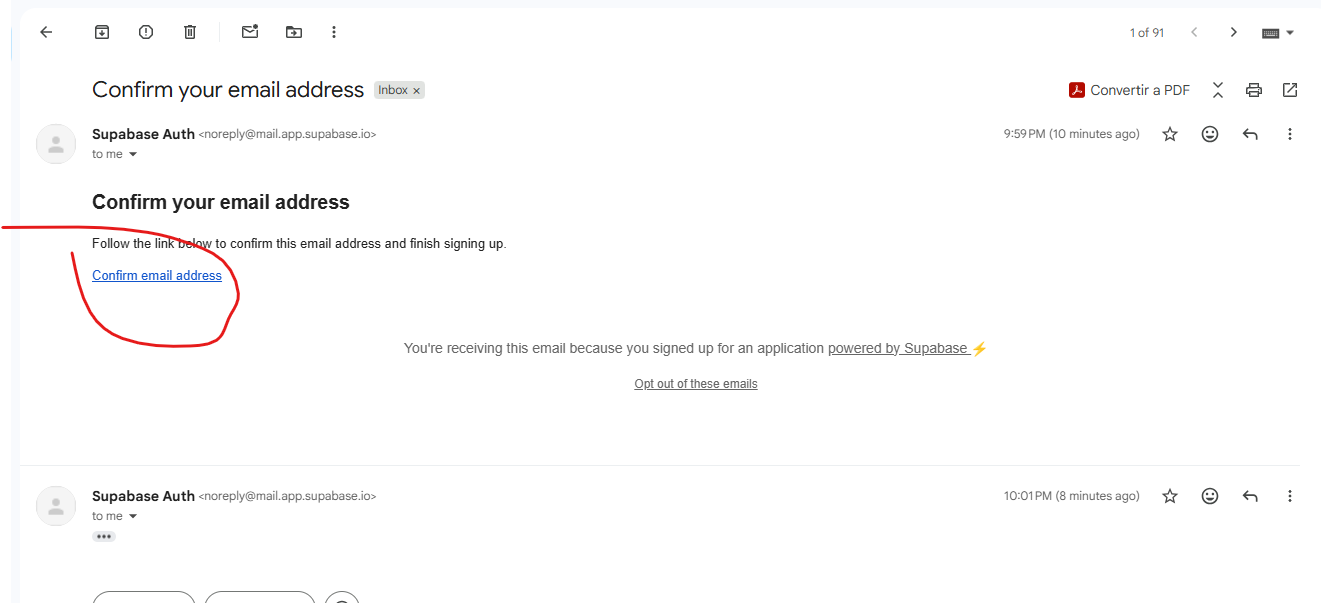 1 of 91
Confirm your email address Inbox ×
Convertir a PDF
Supabase Auth <noreply@mail.app.supabase.io>
9:59 PM (10 minutes ago)
to me
Confirm your email address
Follow the link below to confirm this email address and finish signing up.
Confirm email address
You're receiving this email because you signed up for an application powered by Supabase ⚡
Opt out of these emails
Supabase Auth <noreply@mail.app.supabase.io>
10:01 PM (8 minutes ago)
to me